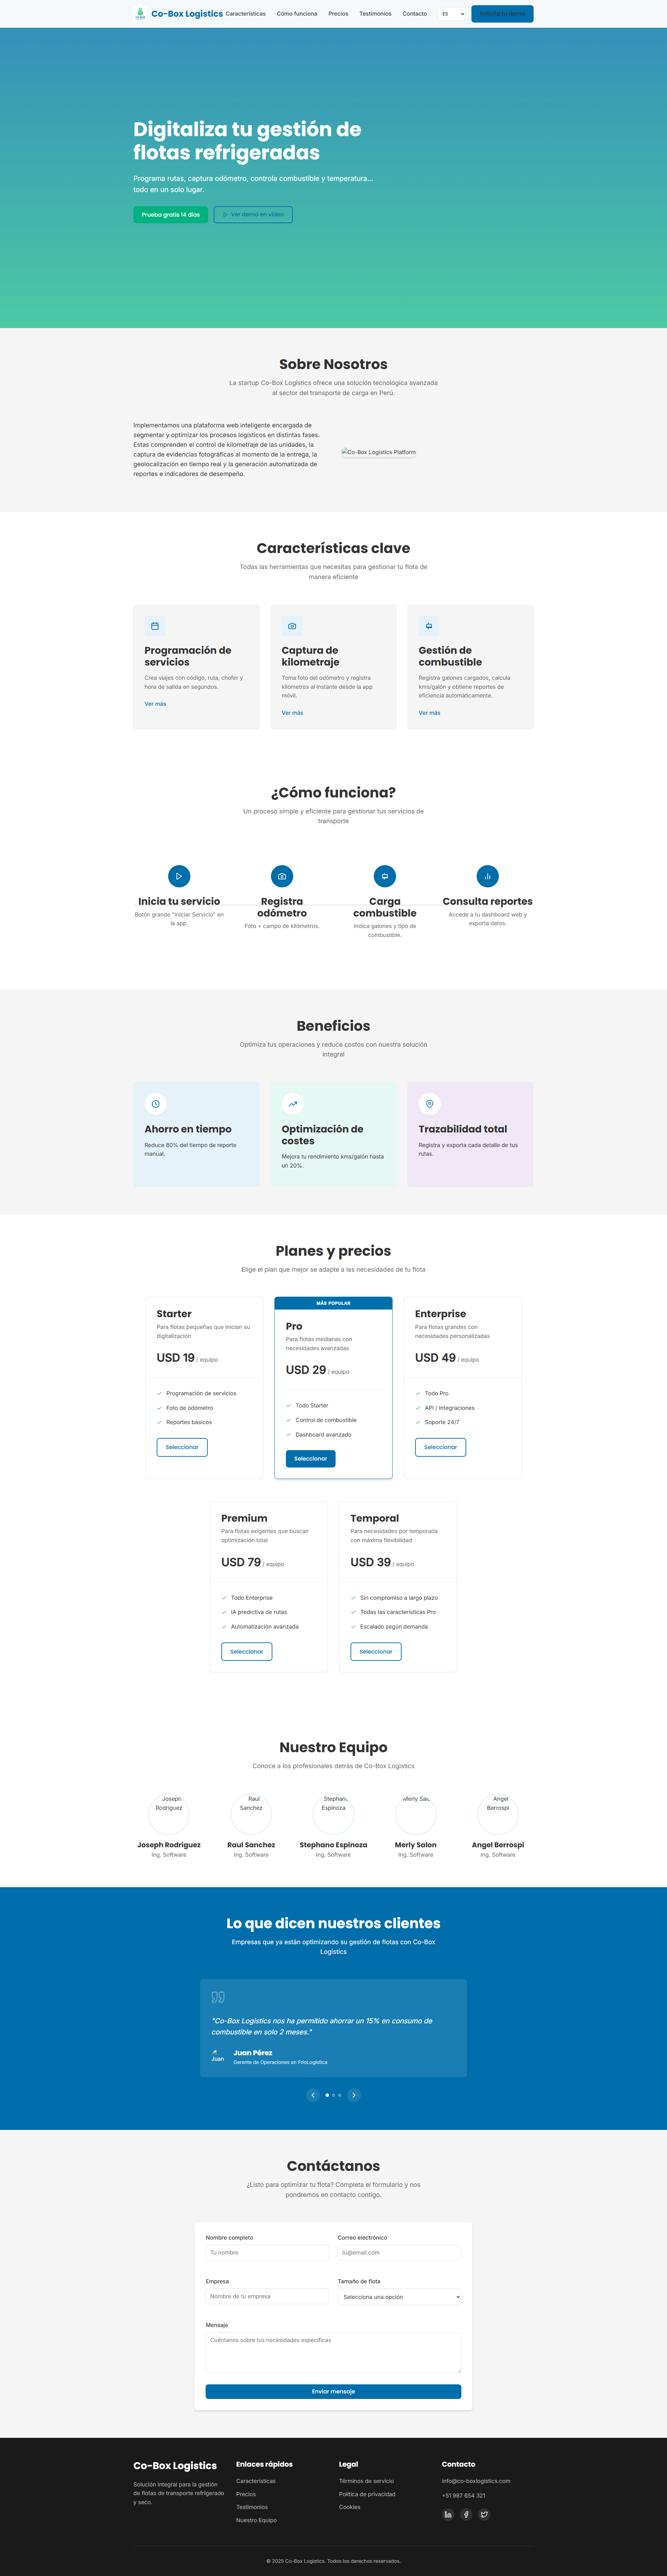 Co-Box Logistics
Características
Cómo funciona
Precios
Testimonios
Contacto
ES
Solicita tu demo
Digitaliza tu gestión de
flotas refrigeradas
Programa rutas, captura odómetro, controla combustible y temperatura...
todo en un solo lugar.
Prueba gratis 14 días
Ver demo en vídeo
Sobre Nosotros
La startup Co-Box Logistics ofrece una solución tecnológica avanzada
al sector del transporte de carga en Perú.
Implementamos una plataforma web inteligente encargada de
segmentar y optimizar los procesos logísticos en distintas fases.
Estas comprenden el control de kilometraje de las unidades, la
captura de evidencias fotográficas al momento de la entrega, la
geolocalización en tiempo real y la generación automatizada de
reportes e indicadores de desempeño.
Co-Box Logistics Platform
Características clave
Todas las herramientas que necesitas para gestionar tu flota de
manera eficiente
Programación de
servicios
Crea viajes con código, ruta, chofer y
hora de salida en segundos.
Ver más
Captura de
kilometraje
Toma foto del odómetro y registra
kilómetros al instante desde la app
móvil.
Ver más
Gestión de
combustible
Registra galones cargados, calcula
kms/galón y obtiene reportes de
eficiencia automáticamente.
Ver más
¿Cómo funciona?
Un proceso simple y eficiente para gestionar tus servicios de
transporte
Inicia tu servicio
Botón grande "Iniciar Servicio" en
la app.
Registra
odómetro
Foto + campo de kilómetros.
Carga
combustible
Indica galones y tipo de
combustible.
Consulta reportes
Accede a tu dashboard web y
exporta datos.
Beneficios
Optimiza tus operaciones y reduce costos con nuestra solución
integral
Ahorro en tiempo
Reduce 80% del tiempo de reporte
manual.
Optimización de
costes
Mejora tu rendimiento kms/galón hasta
un 20%.
Trazabilidad total
Registra y exporta cada detalle de tus
rutas.
Planes y precios
Elige el plan que mejor se adapte a las necesidades de tu flota
Starter
Para flotas pequeñas que inician su
digitalización
USD 19 / equipo
Programación de servicios
Foto de odómetro
Reportes básicos
Seleccionar
MÁS POPULAR
Pro
Para flotas medianas con
necesidades avanzadas
USD 29 / equipo
Todo Starter
Control de combustible
Dashboard avanzado
Seleccionar
Enterprise
Para flotas grandes con
necesidades personalizadas
USD 49 / equipo
Todo Pro
API / Integraciones
Soporte 24/7
Seleccionar
Premium
Para flotas exigentes que buscan
optimización total
USD 79 / equipo
Todo Enterprise
IA predictiva de rutas
Automatización avanzada
Seleccionar
Temporal
Para necesidades por temporada
con máxima flexibilidad
USD 39 / equipo
Sin compromiso a largo plazo
Todas las características Pro
Escalado según demanda
Seleccionar
Nuestro Equipo
Conoce a los profesionales detrás de Co-Box Logistics
Joseph
Rodriguez
Joseph Rodriguez
Ing. Software
Raul
Sanchez
Raul Sanchez
Ing. Software
Stephano
Espinoza
Stephano Espinoza
Ing. Software
Merly Salon
Merly Salon
Ing. Software
Angel
Berrospi
Angel Berrospi
Ing. Software
Lo que dicen nuestros clientes
Empresas que ya están optimizando su gestión de flotas con Co-Box
Logistics
"Co-Box Logistics nos ha permitido ahorrar un 15% en consumo de
combustible en solo 2 meses."
Juan
Juan Pérez
Gerente de Operaciones en FríoLogística
Contáctanos
¿Listo para optimizar tu flota? Completa el formulario y nos
pondremos en contacto contigo.
Nombre completo
Tu nombre
Correo electrónico
tu@email.com
Empresa
Nombre de tu empresa
Tamaño de flota
Selecciona una opción
Mensaje
Cuéntanos sobre tus necesidades específicas
Enviar mensaje
Co-Box Logistics
Solución integral para la gestión
de flotas de transporte refrigerado
y seco.
Enlaces rápidos
Características
Precios
Testimonios
Nuestro Equipo
Legal
Términos de servicio
Política de privacidad
Cookies
Contacto
info@co-boxlogistics.com
+51 987 654 321
© 2025 Co-Box Logistics. Todos los derechos reservados.